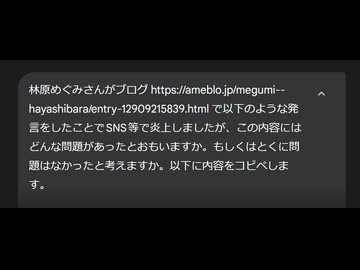 林原めぐみさんがブログ https://ameblo.jp/megumi--
hayashibara/entry-12909215839.html で以下のような発
言をしたことでSNS等で炎上しましたが、この内容には
どんな問題があったとおもいますか。もしくはとくに問
題はなかったと考えますか。以下に内容をコピペしま
す。